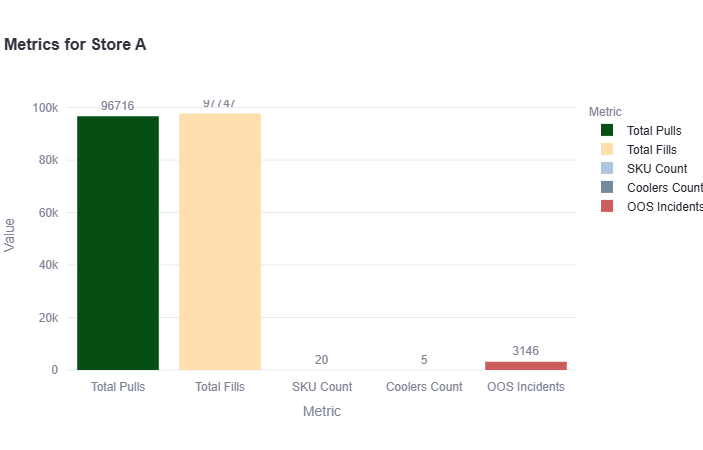 Metrics for Store A
100k
80k
60k
40k
20k
0
Value
96716
97747
20
5
3146
Total Pulls
Total Fills
SKU Count
Coolers Count
OOS Incidents
Metric
Metric
Total Pulls
Total Fills
SKU Count
Coolers Count
OOS Incidents